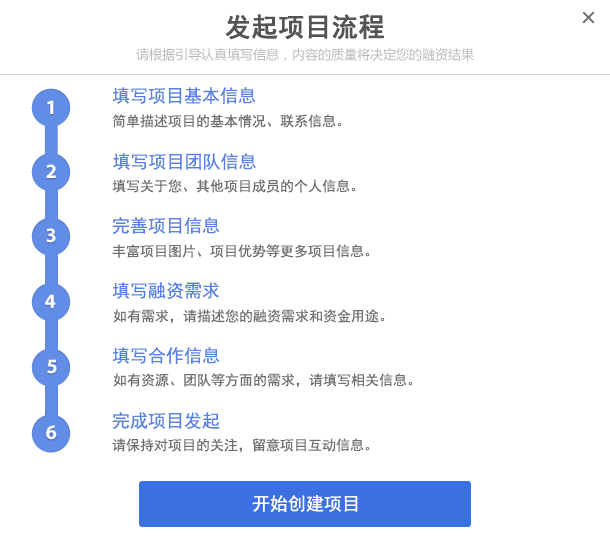 发起项目流程
请根据引导认真填写信息，内容的质量将决定您的融资结果
1 填写项目基本信息
简单描述项目的基本情况、联系信息。
2 填写项目团队信息
填写关于您、其他项目成员的个人信息。
3 完善项目信息
丰富项目图片、项目优势等更多项目信息。
4 填写融资需求
如有需求，请描述您的融资需求和资金用途。
5 填写合作信息
如有资源、团队等方面的需求，请填写相关信息。
6 完成项目发起
请保持对项目的关注，留意项目互动信息。
开始创建项目